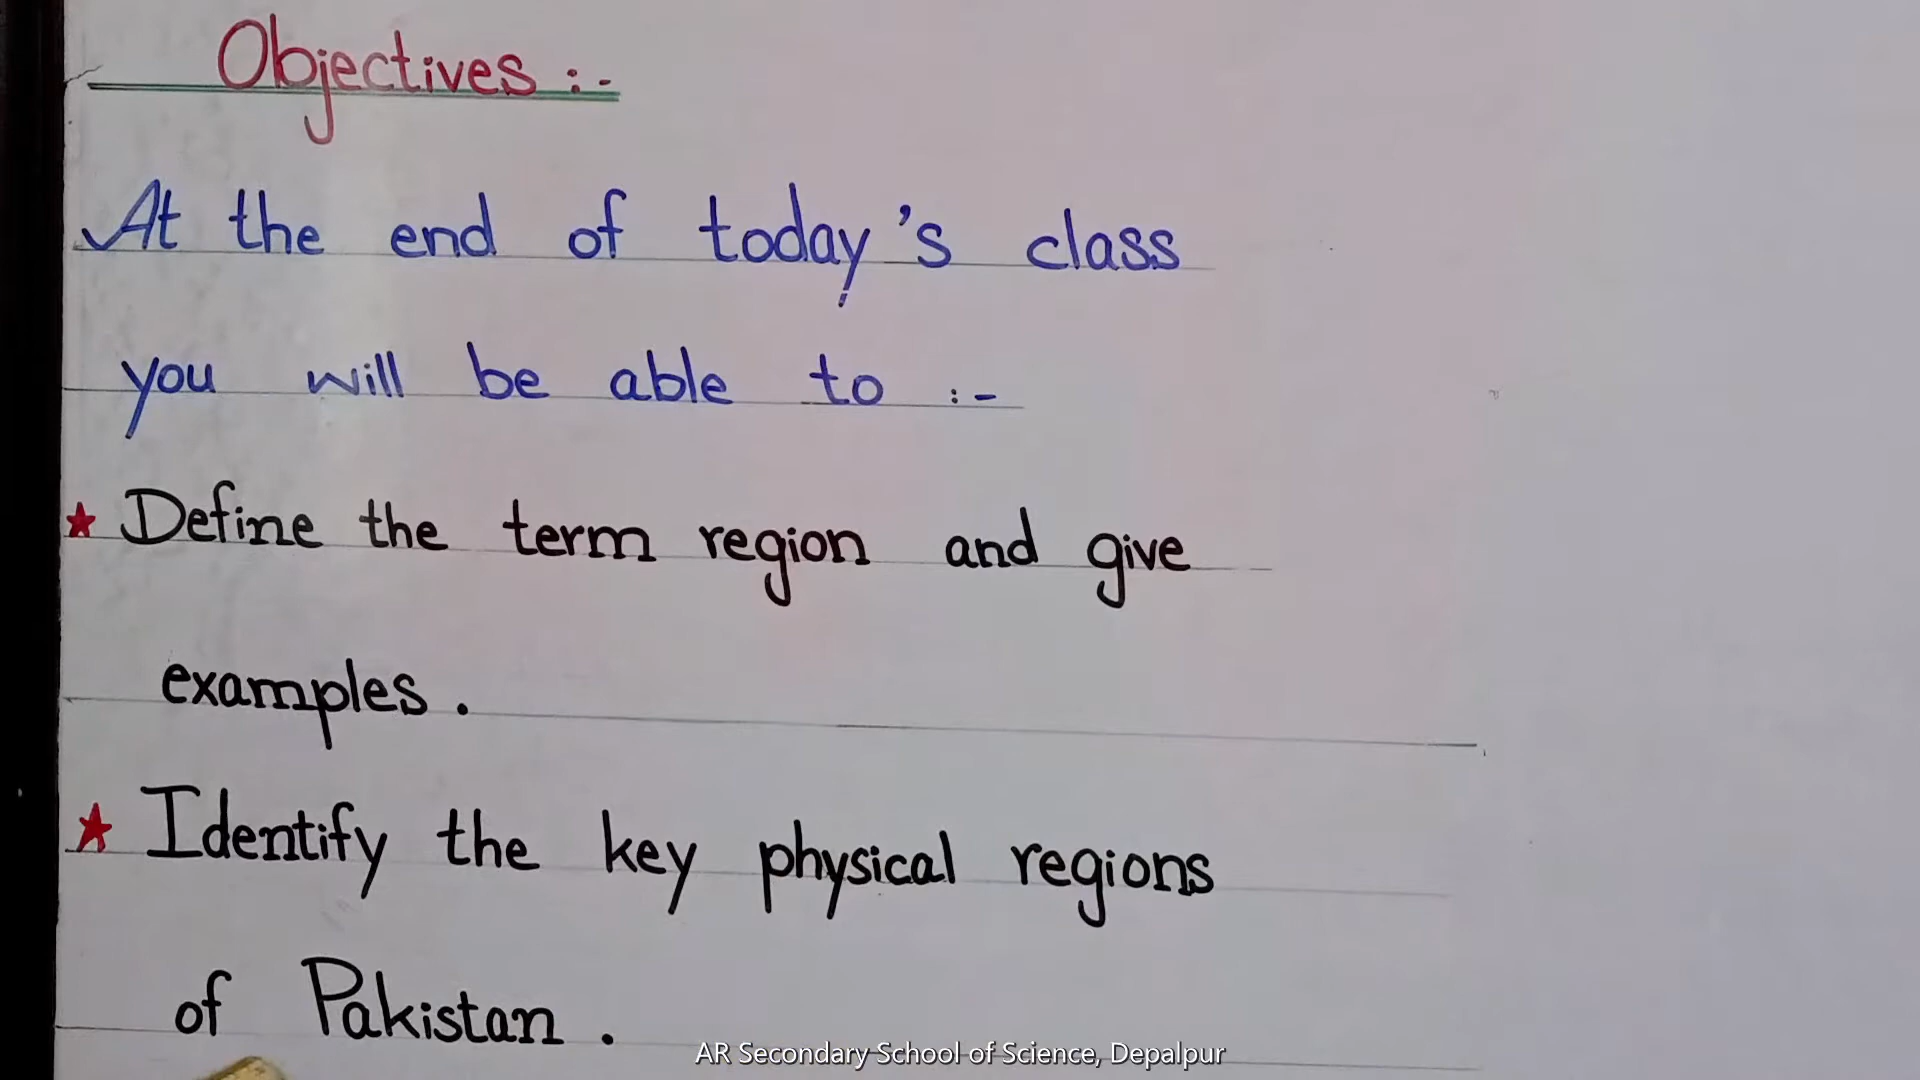 Objectives :-
At the end of today's class
you will be able to :-
★ Define the term region and give
examples.
★ Identify the key physical regions
of Pakistan.
AR Secondary School of Science, Depalpur